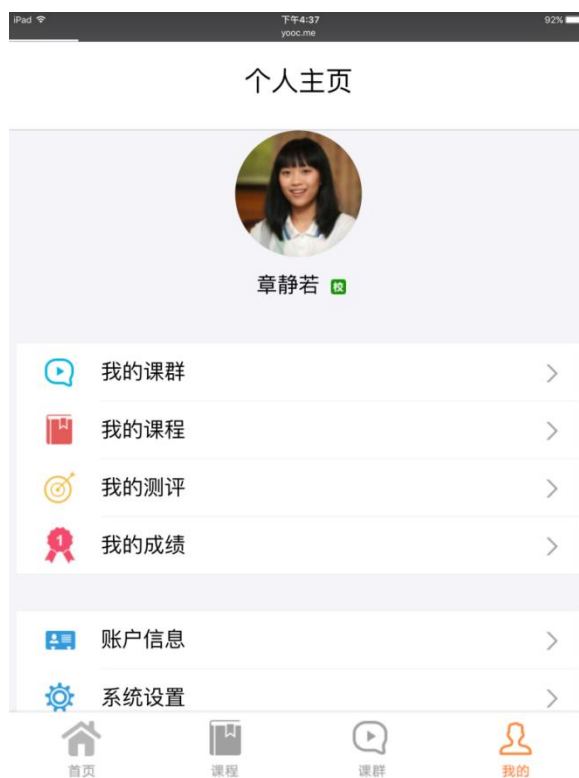 iPad 下午4:37 92%
yooc.me
个人主页
章静若 校
我的课群
我的课程
我的测评
1 我的成绩
账户信息
系统设置
首页 课程 课群 我的